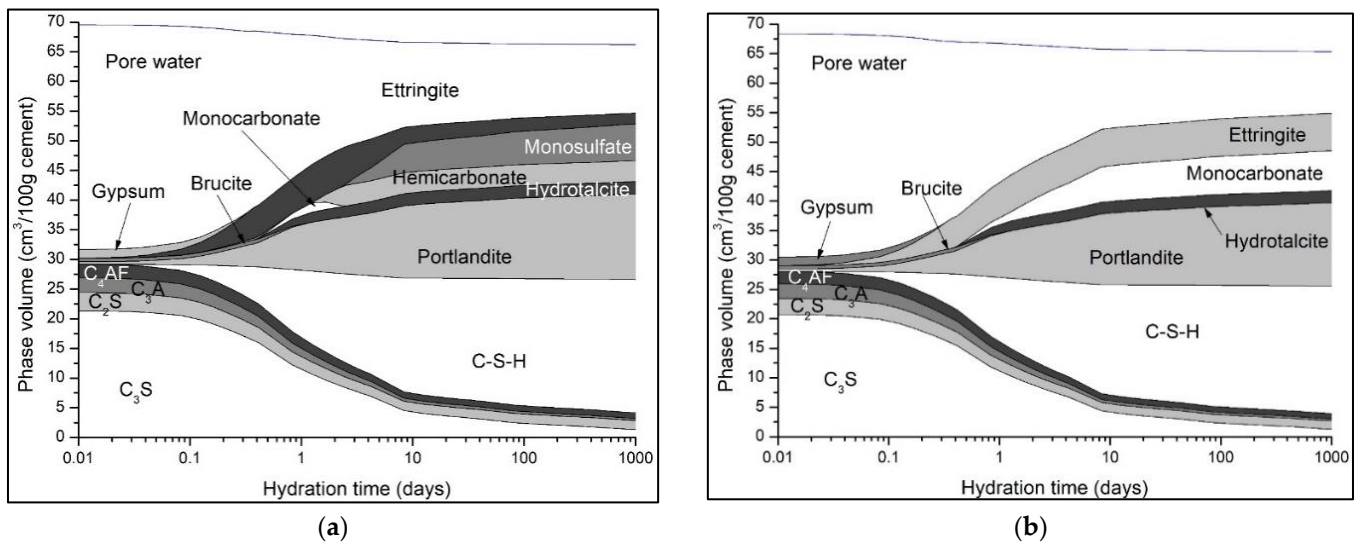 70
65
60
55
50
45
40
35
30
25
20
15
10
5
0
Phase volume (cm³/100g cement)
Pore water
Ettringite
Monocarbonate
Monosulfate
Gypsum
Brucite
Hemicarbonate
Hydrotalcite
Portlandite
C₄AF
C₃A
C₂S
C-S-H
C₃S
0.01 0.1 1 10 100 1000
Hydration time (days)
(a)
70
65
60
55
50
45
40
35
30
25
20
15
10
5
0
Phase volume (cm³/100g cement)
Pore water
Ettringite
Brucite
Monocarbonate
Gypsum
Hydrotalcite
Portlandite
C₄AF
C₃A
C₂S
C-S-H
C₃S
0.01 0.1 1 10 100 1000
Hydration time (days)
(b)